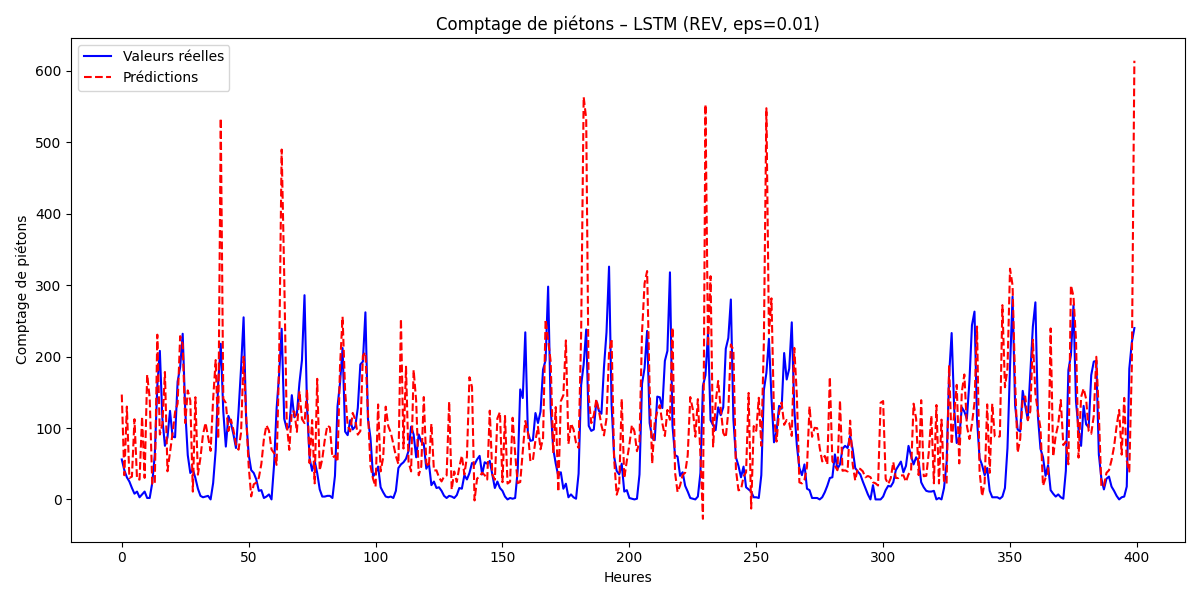 Comptage de piétons – LSTM (REV, eps=0.01)
Valeurs réelles
Prédictions
600
500
400
300
200
100
0
Comptage de piétons
0 50 100 150 200 250 300 350 400
Heures